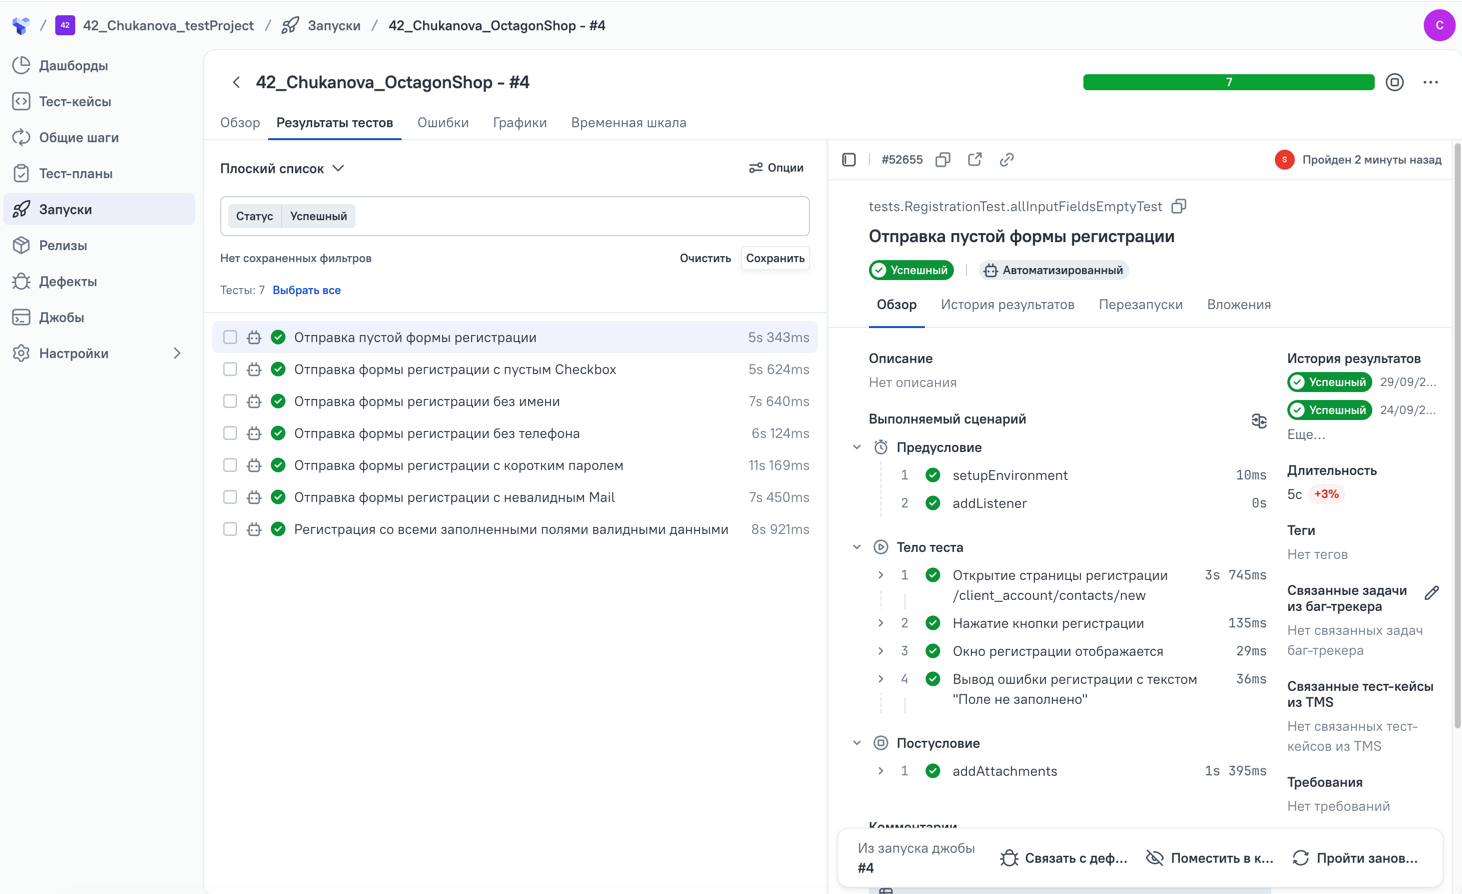 / 42 42_Chukanova_testProject / Запуски / 42_Chukanova_OctagonShop - #4
C
Дашборды
Тест-кейсы
Общие шаги
Тест-планы
Запуски
Релизы
Дефекты
Джобы
Настройки
42_Chukanova_OctagonShop - #4
7
Обзор Результаты тестов Ошибки Графики Временная шкала
Плоский список
Опции
Статус Успешный
Нет сохраненных фильтров
Очистить Сохранить
Тесты: 7 Выбрать все
Отправка пустой формы регистрации 5s 343ms
Отправка формы регистрации с пустым Checkbox 5s 624ms
Отправка формы регистрации без имени 7s 640ms
Отправка формы регистрации без телефона 6s 124ms
Отправка формы регистрации с коротким паролем 11s 169ms
Отправка формы регистрации с невалидным Mail 7s 450ms
Регистрация со всеми заполненными полями валидными данными 8s 921ms
#52655
S Пройден 2 минуты назад
tests.RegistrationTest.allInputFieldsEmptyTest
Отправка пустой формы регистрации
Успешный Автоматизированный
Обзор История результатов Перезапуски Вложения
Описание
Нет описания
Выполняемый сценарий
Предусловие
1 setupEnvironment 10ms
2 addListener 0s
Тело теста
1 Открытие страницы регистрации 3s 745ms
/client_account/contacts/new
2 Нажатие кнопки регистрации 135ms
3 Окно регистрации отображается 29ms
4 Вывод ошибки регистрации с текстом 36ms
"Поле не заполнено"
Постусловие
1 addAttachments 1s 395ms
Комментарии
История результатов
Успешный 29/09/2...
Успешный 24/09/2...
Еще...
Длительность
5с +3%
Теги
Нет тегов
Связанные задачи
из баг-трекера
Нет связанных задач
баг-трекера
Связанные тест-кейсы
из TMS
Нет связанных тест-
кейсов из TMS
Требования
Нет требований
Из запуска джобы
#4
Связать с деф... Поместить в к... Пройти занов...